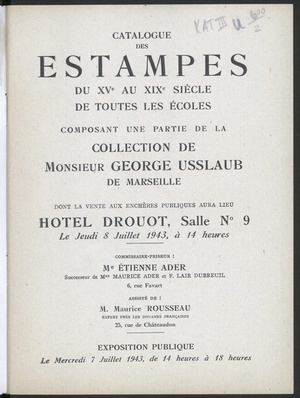 KAT III U
CATALOGUE
DES
ESTAMPES
DU XVe AU XIXe SIÈCLE
DE TOUTES LES ÉCOLES
COMPOSANT UNE PARTIE DE LA
COLLECTION DE
MONSIEUR GEORGE USSLAUB
DE MARSEILLE
DONT LA VENTE AUX ENCHÈRES PUBLIQUES AURA LIEU
HOTEL DROUOT, Salle No 9
Le Jeudi 8 Juillet 1943, à 14 heures
COMMISSAIRE-PRISEUR :
Me ÉTIENNE ADER
Successeur de Mes MAURICE ADER et F. LAIR DUBREUIL
6, rue Favart
ASSISTÉ DE :
M. Maurice ROUSSEAU
EXPERT PRÈS LES DOUANES FRANÇAISES
25, rue de Châteaudun
EXPOSITION PUBLIQUE
Le Mercredi 7 Juillet 1943, de 14 heures à 18 heures